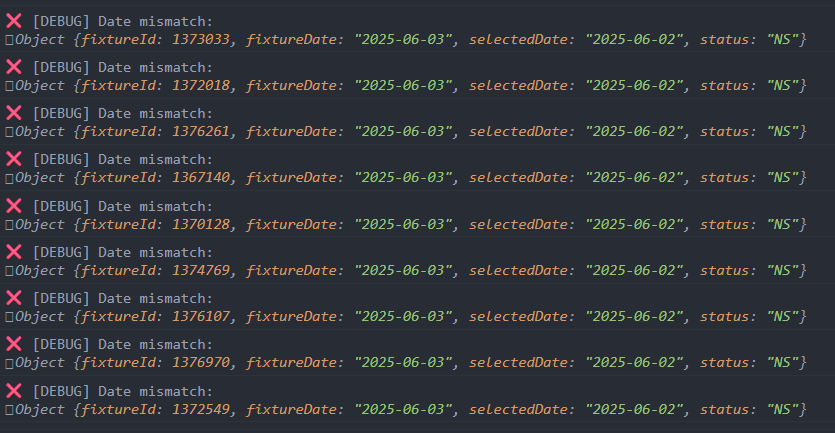 ❌ [DEBUG] Date mismatch:
Object {fixtureId: 1373033, fixtureDate: "2025-06-03", selectedDate: "2025-06-02", status: "NS"}
❌ [DEBUG] Date mismatch:
Object {fixtureId: 1372018, fixtureDate: "2025-06-03", selectedDate: "2025-06-02", status: "NS"}
❌ [DEBUG] Date mismatch:
Object {fixtureId: 1376261, fixtureDate: "2025-06-03", selectedDate: "2025-06-02", status: "NS"}
❌ [DEBUG] Date mismatch:
Object {fixtureId: 1367140, fixtureDate: "2025-06-03", selectedDate: "2025-06-02", status: "NS"}
❌ [DEBUG] Date mismatch:
Object {fixtureId: 1370128, fixtureDate: "2025-06-03", selectedDate: "2025-06-02", status: "NS"}
❌ [DEBUG] Date mismatch:
Object {fixtureId: 1374769, fixtureDate: "2025-06-03", selectedDate: "2025-06-02", status: "NS"}
❌ [DEBUG] Date mismatch:
Object {fixtureId: 1376107, fixtureDate: "2025-06-03", selectedDate: "2025-06-02", status: "NS"}
❌ [DEBUG] Date mismatch:
Object {fixtureId: 1376970, fixtureDate: "2025-06-03", selectedDate: "2025-06-02", status: "NS"}
❌ [DEBUG] Date mismatch:
Object {fixtureId: 1372549, fixtureDate: "2025-06-03", selectedDate: "2025-06-02", status: "NS"}